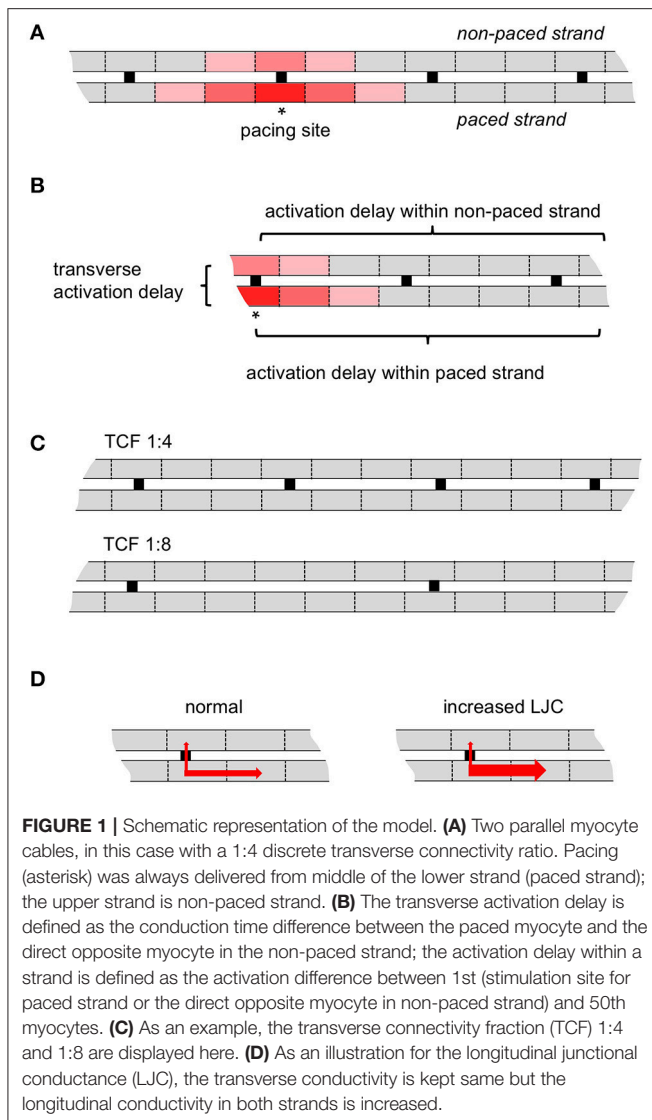 A
non-paced strand
*
pacing site
paced strand
B
activation delay within non-paced strand
transverse
activation delay
*
activation delay within paced strand
C
TCF 1:4
TCF 1:8
D
normal
increased LJC
FIGURE 1 | Schematic representation of the model. (A) Two parallel myocyte
cables, in this case with a 1:4 discrete transverse connectivity ratio. Pacing
(asterisk) was always delivered from middle of the lower strand (paced strand);
the upper strand is non-paced strand. (B) The transverse activation delay is
defined as the conduction time difference between the paced myocyte and the
direct opposite myocyte in the non-paced strand; the activation delay within a
strand is defined as the activation difference between 1st (stimulation site for
paced strand or the direct opposite myocyte in non-paced strand) and 50th
myocytes. (C) As an example, the transverse connectivity fraction (TCF) 1:4
and 1:8 are displayed here. (D) As an illustration for the longitudinal junctional
conductance (LJC), the transverse conductivity is kept same but the
longitudinal conductivity in both strands is increased.